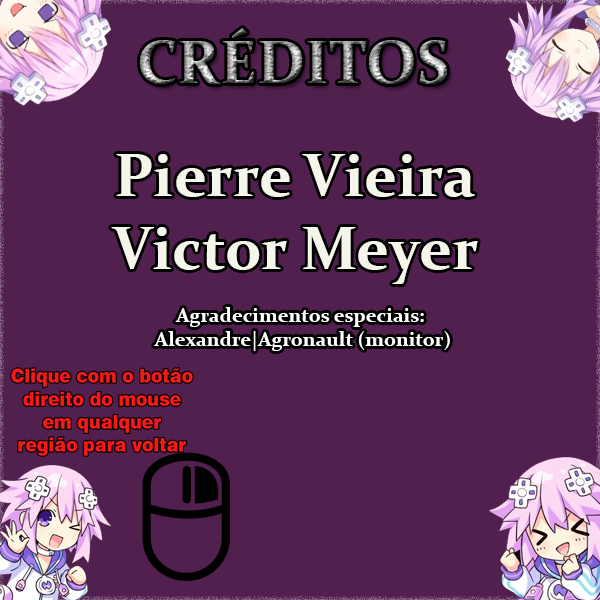 CRÉDITOS
Pierre Vieira
Victor Meyer
Agradecimentos especiais:
Alexandre|Agronault (monitor)
Clique com o botão
direito do mouse
em qualquer
região para voltar